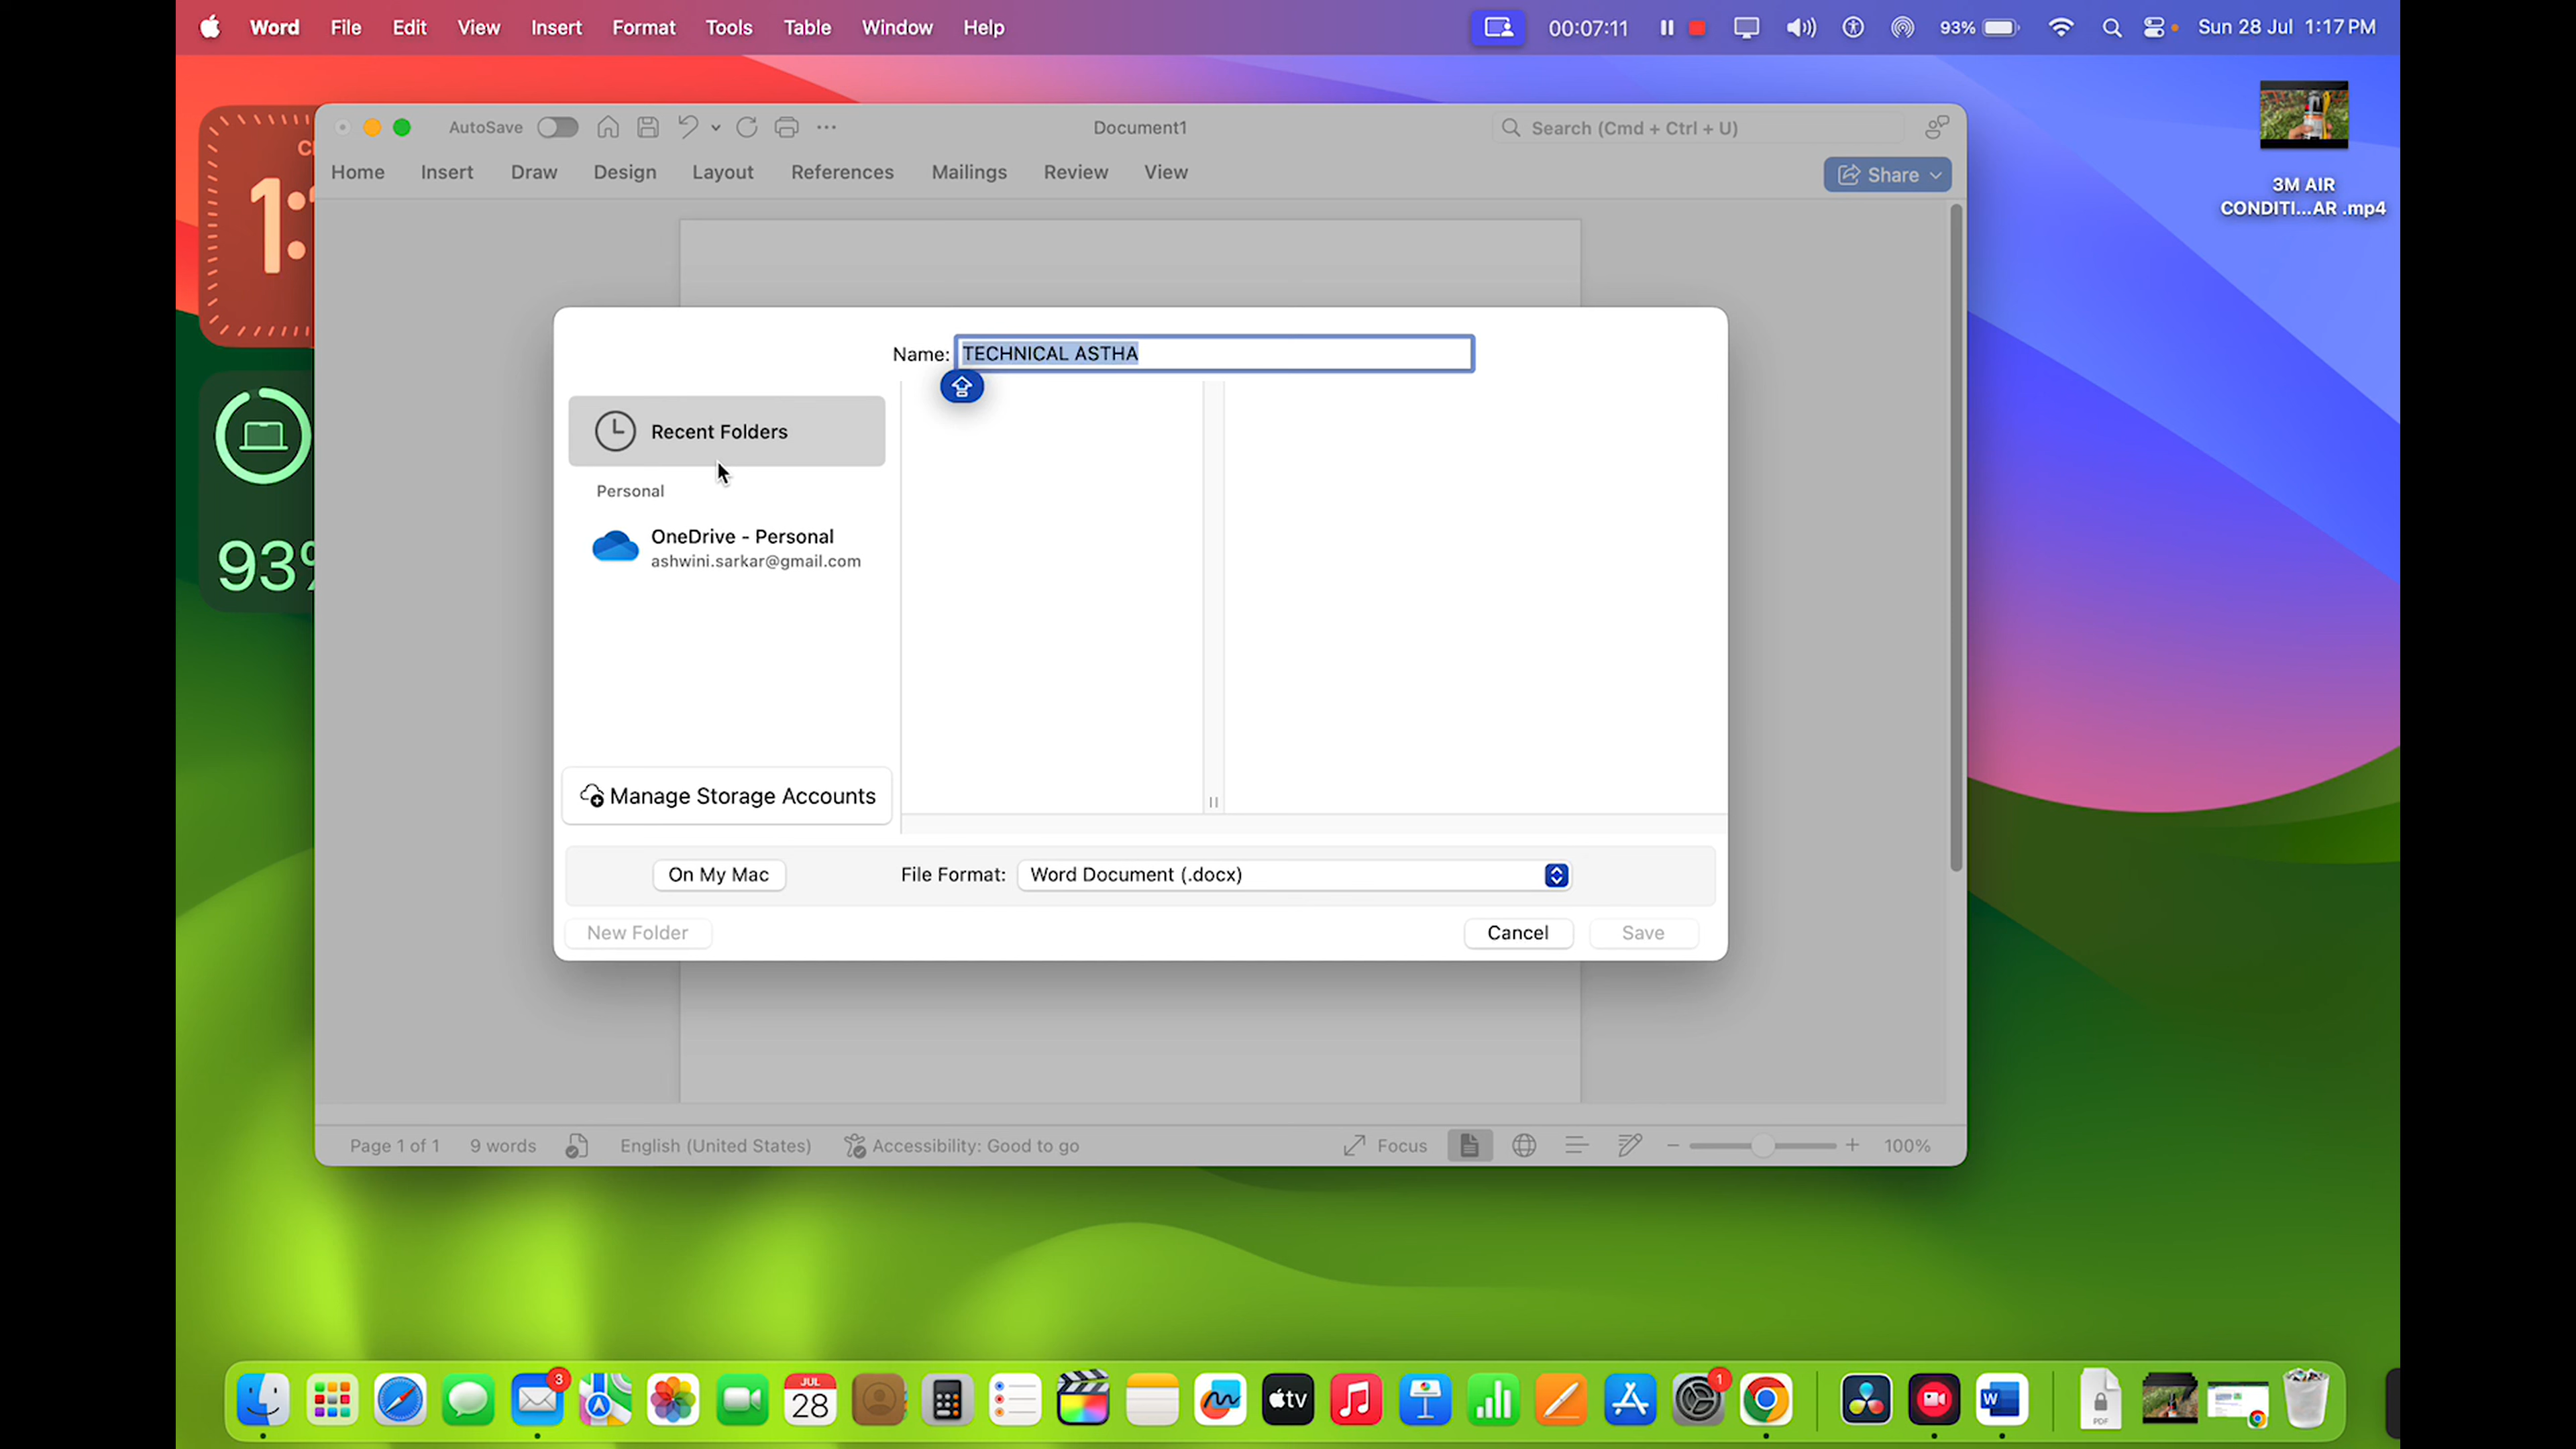 Word File Edit View Insert Format Tools Table Window Help 00:07:11 93% Sun 28 Jul 1:17 PM
AutoSave Document1 Search (Cmd + Ctrl + U)
Home Insert Draw Design Layout References Mailings Review View Share
3M AIR
CONDITI...AR .mp4
Name: TECHNICAL ASTHA
Recent Folders
Personal
OneDrive - Personal
ashwini.sarkar@gmail.com
93%
Manage Storage Accounts
On My Mac File Format: Word Document (.docx)
New Folder Cancel Save
Page 1 of 1 9 words English (United States) Accessibility: Good to go Focus 100%
3
JUL
28
tv
1
W
PDF